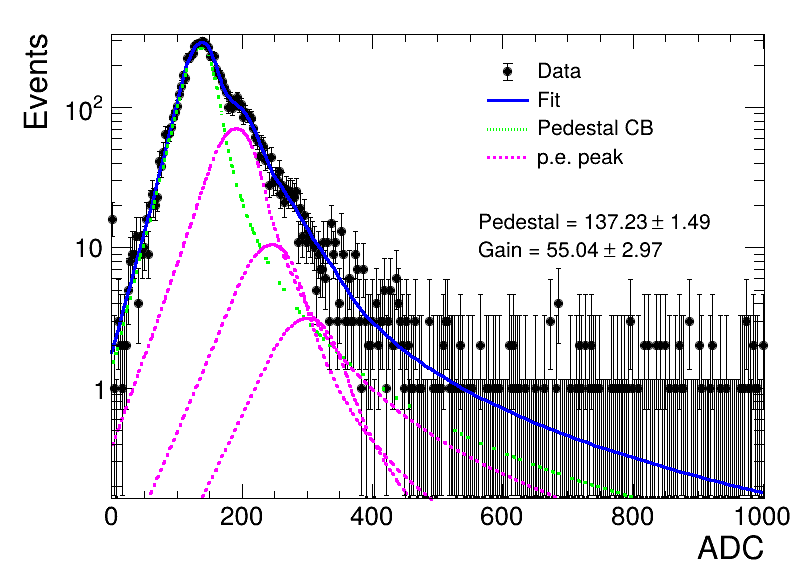 Events
10²
10
1
Data
Fit
Pedestal CB
p.e. peak
Pedestal = 137.23 ± 1.49
Gain = 55.04 ± 2.97
0 200 400 600 800 1000
ADC